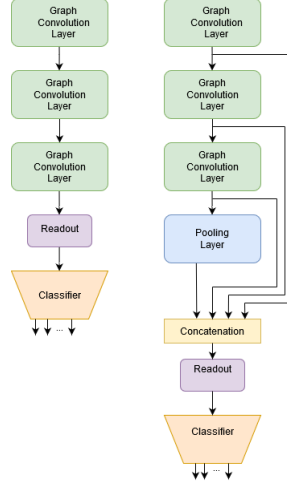 Graph
Convolution
Layer
Graph
Convolution
Layer
Graph
Convolution
Layer
Readout
Classifier
...
Graph
Convolution
Layer
Graph
Convolution
Layer
Graph
Convolution
Layer
Pooling
Layer
Concatenation
Readout
Classifier
...